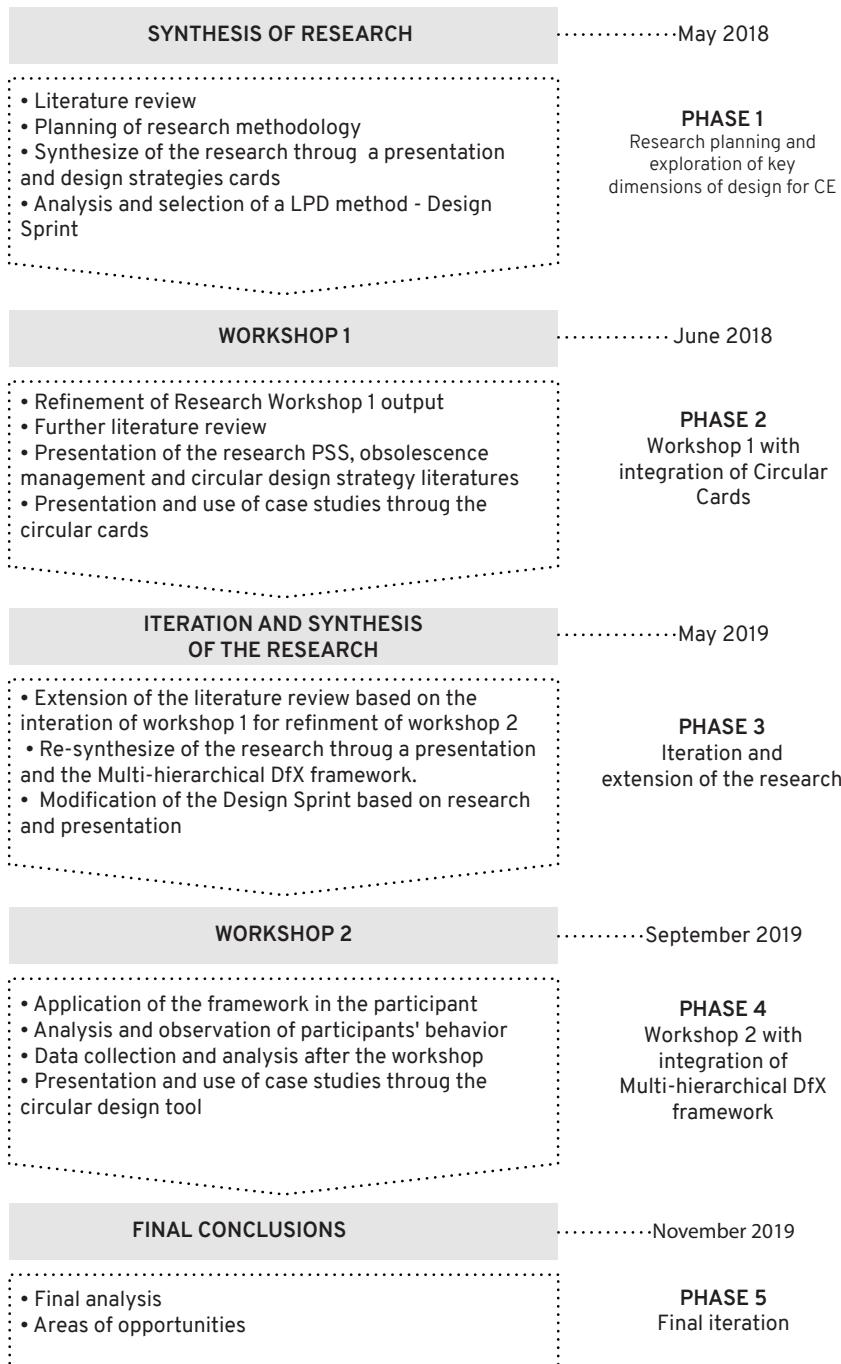 SYNTHESIS OF RESEARCH
May 2018
• Literature review
• Planning of research methodology
• Synthesize of the research throug  a presentation
and design strategies cards
• Analysis and selection of a LPD method - Design
Sprint
PHASE 1
Research planning and
exploration of key
dimensions of design for CE
WORKSHOP 1
June 2018
• Refinement of Research Workshop 1 output
• Further literature review
• Presentation of the research PSS, obsolescence
management and circular design strategy literatures
• Presentation and use of case studies throug the
circular cards
PHASE 2
Workshop 1 with
integration of Circular
Cards
ITERATION AND SYNTHESIS
OF THE RESEARCH
May 2019
• Extension of the literature review based on the
interation of workshop 1 for refinment of workshop 2
• Re-synthesize of the research throug a presentation
and the Multi-hierarchical DfX framework.
• Modification of the Design Sprint based on research
and presentation
PHASE 3
Iteration and
extension of the research
WORKSHOP 2
September 2019
• Application of the framework in the participant
• Analysis and observation of participants' behavior
• Data collection and analysis after the workshop
• Presentation and use of case studies throug the
circular design tool
PHASE 4
Workshop 2 with
integration of
Multi-hierarchical DfX
framework
FINAL CONCLUSIONS
November 2019
• Final analysis
• Areas of opportunities
PHASE 5
Final iteration